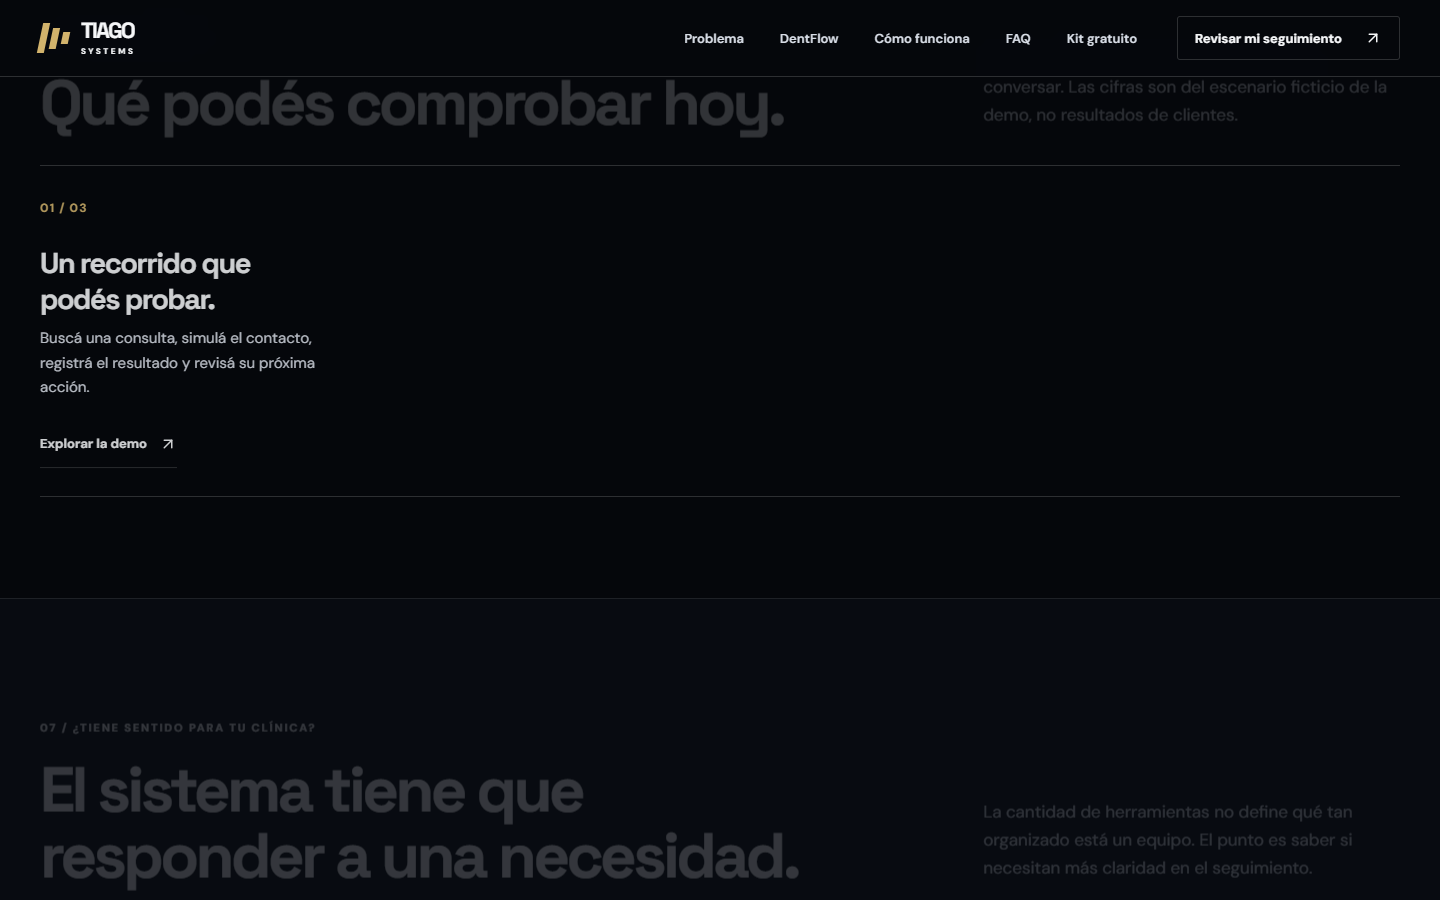 TIAGO
SYSTEMS
Problema
DentFlow
Cómo funciona
FAQ
Kit gratuito
Revisar mi seguimiento
Qué podés comprobar hoy.
conversar. Las cifras son del escenario ficticio de la
demo, no resultados de clientes.
01 / 03
Un recorrido que
podés probar.
Buscá una consulta, simulá el contacto,
registrá el resultado y revisá su próxima
acción.
Explorar la demo
07 / ¿TIENE SENTIDO PARA TU CLÍNICA?
El sistema tiene que
responder a una necesidad.
La cantidad de herramientas no define qué tan
organizado está un equipo. El punto es saber si
necesitan más claridad en el seguimiento.